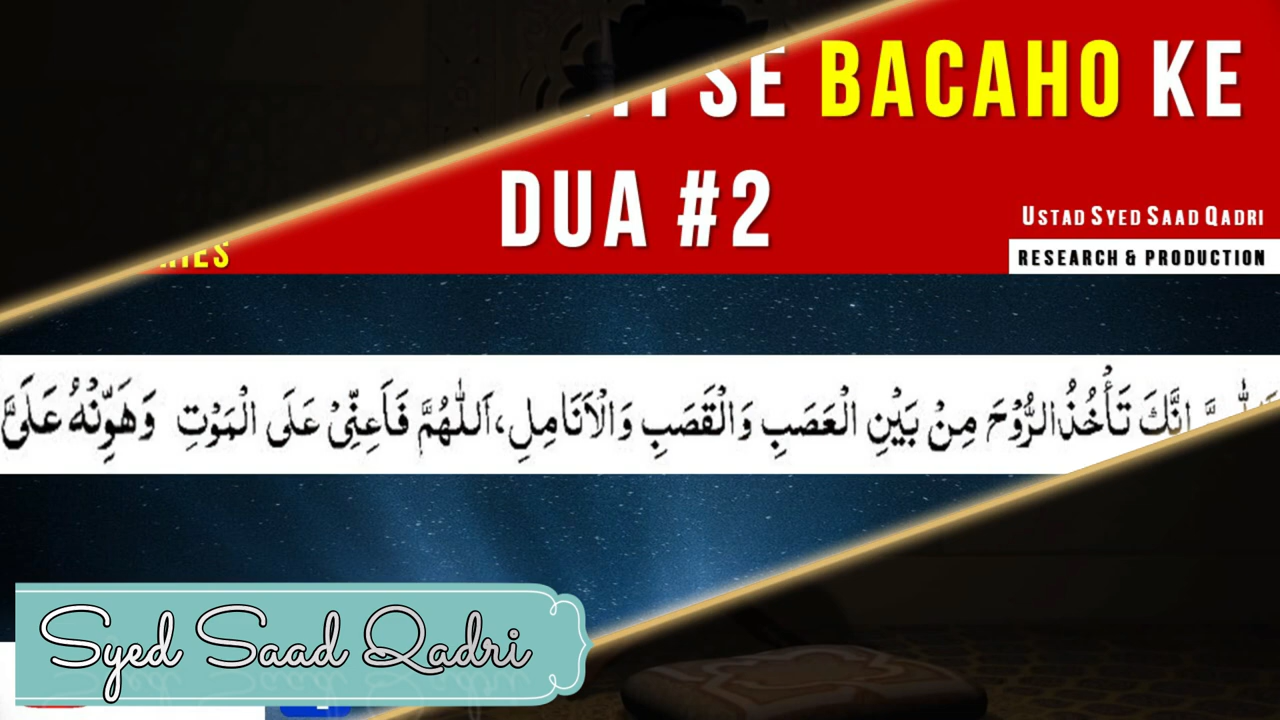 SE BACAHO KE
DUA #2
USTAD SYED SAAD QADRI
RESEARCH & PRODUCTION
اِنَّكَ تَأْخُذُ الرُّوْحَ مِنْ بَيْنِ الْعَصَبِ وَالْقَصَبِ وَالْاَنَامِلِ، اَللّٰهُمَّ فَاَعِنِّىْ عَلَى الْمَوْتِ وَهَوِّنْهُ عَلَىَّ
Syed Saad Qadri